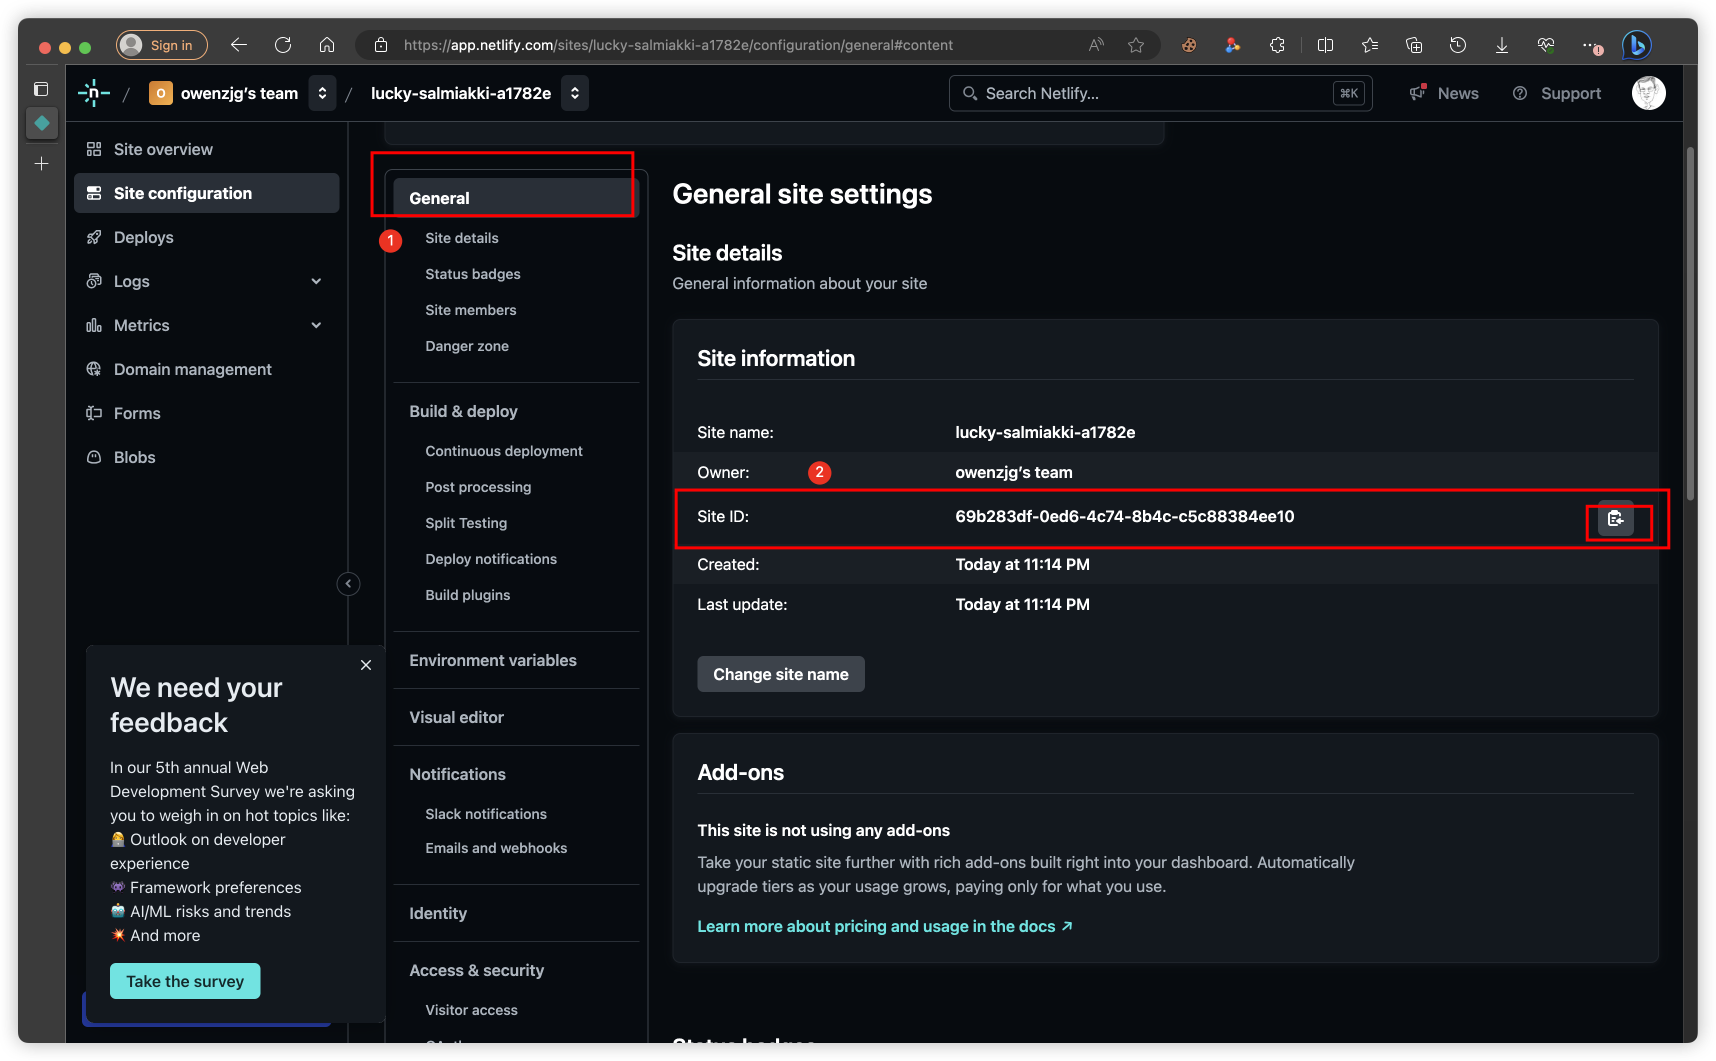 Sign in
https://app.netlify.com/sites/lucky-salmiakki-a1782e/configuration/general#content
/ O owenzjg's team / lucky-salmiakki-a1782e
Search Netlify... ⌘K
News
Support
Site overview
Site configuration
Deploys
Logs
Metrics
Domain management
Forms
Blobs
We need your
feedback
In our 5th annual Web
Development Survey we're asking
you to weigh in on hot topics like:
Outlook on developer
experience
Framework preferences
AI/ML risks and trends
And more
Take the survey
General
1
Site details
Status badges
Site members
Danger zone
Build & deploy
Continuous deployment
Post processing
Split Testing
Deploy notifications
Build plugins
Environment variables
Visual editor
Notifications
Slack notifications
Emails and webhooks
Identity
Access & security
Visitor access
General site settings
Site details
General information about your site
Site information
Site name: lucky-salmiakki-a1782e
Owner: 2 owenzjg's team
Site ID: 69b283df-0ed6-4c74-8b4c-c5c88384ee10
Created: Today at 11:14 PM
Last update: Today at 11:14 PM
Change site name
Add-ons
This site is not using any add-ons
Take your static site further with rich add-ons built right into your dashboard. Automatically
upgrade tiers as your usage grows, paying only for what you use.
Learn more about pricing and usage in the docs ↗
Status badges